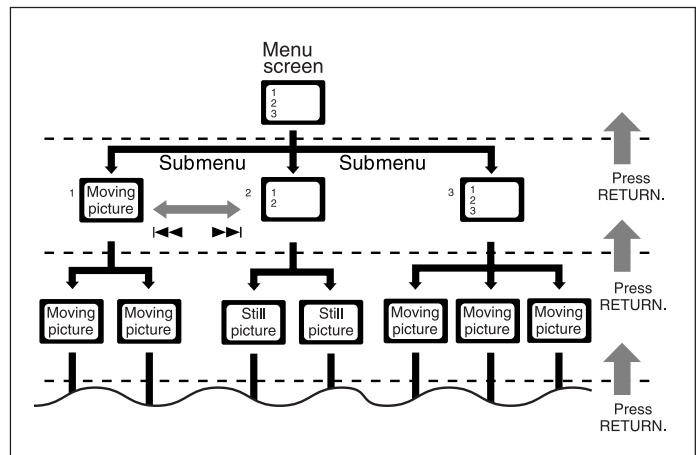 Menu
screen
1
2
3
Submenu
Submenu
Press
RETURN.
1
Moving
picture
2
1
2
3
1
2
3
Press
RETURN.
Moving
picture
Moving
picture
Still
picture
Still
picture
Moving
picture
Moving
picture
Moving
picture
Press
RETURN.